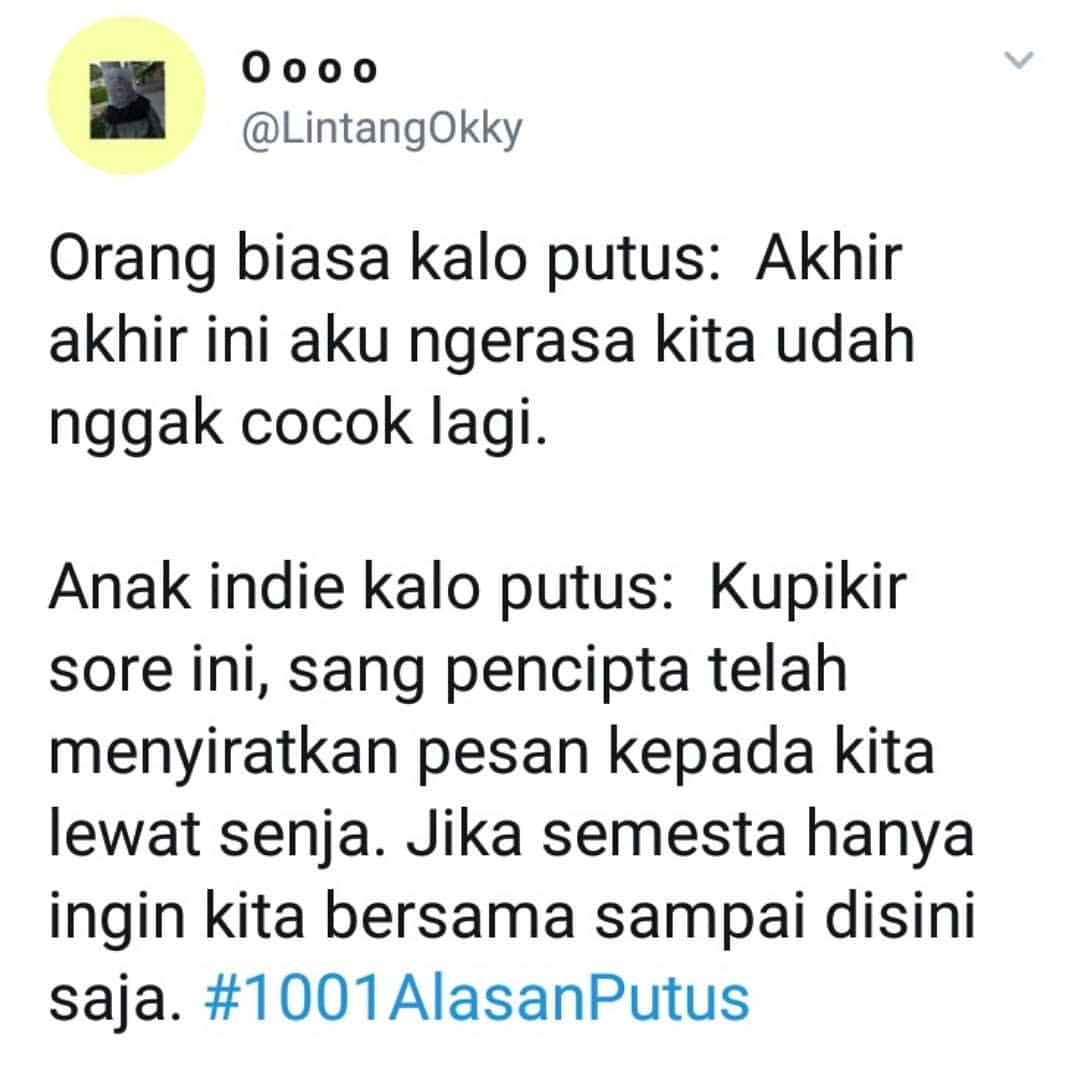 O o o o
@LintangOkky
Orang biasa kalo putus:  Akhir
akhir ini aku ngerasa kita udah
nggak cocok lagi.
Anak indie kalo putus:  Kupikir
sore ini, sang pencipta telah
menyiratkan pesan kepada kita
lewat senja. Jika semesta hanya
ingin kita bersama sampai disini
saja. #1001AlasanPutus